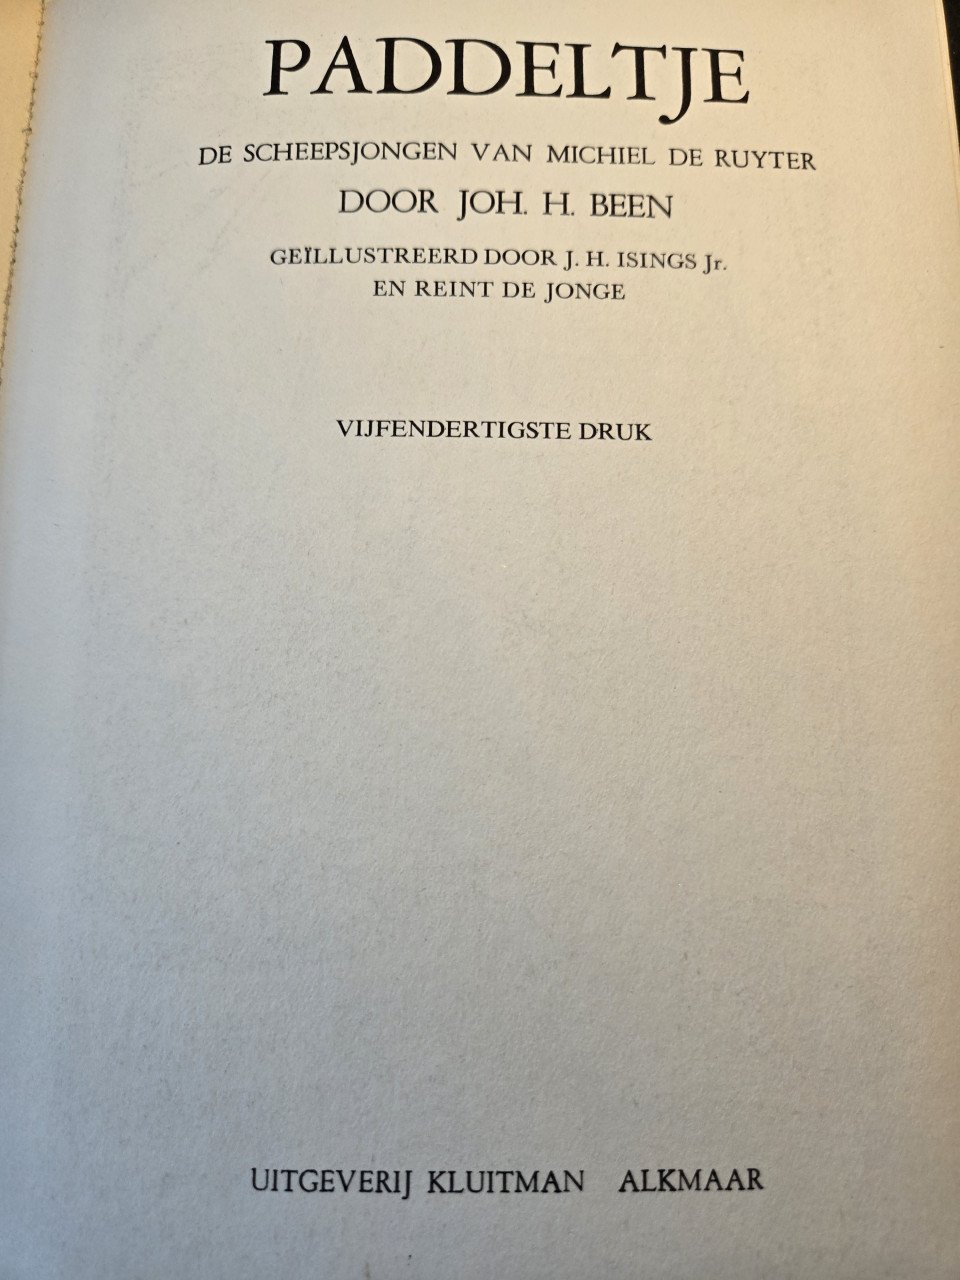 PADDELTJE
DE SCHEEPSJONGEN VAN MICHIEL DE RUYTER
DOOR JOH. H. BEEN
GEÏLLUSTREERD DOOR J. H. ISINGS Jr.
EN REINT DE JONGE
VIJFENDERTIGSTE DRUK
UITGEVERIJ KLUITMAN ALKMAAR